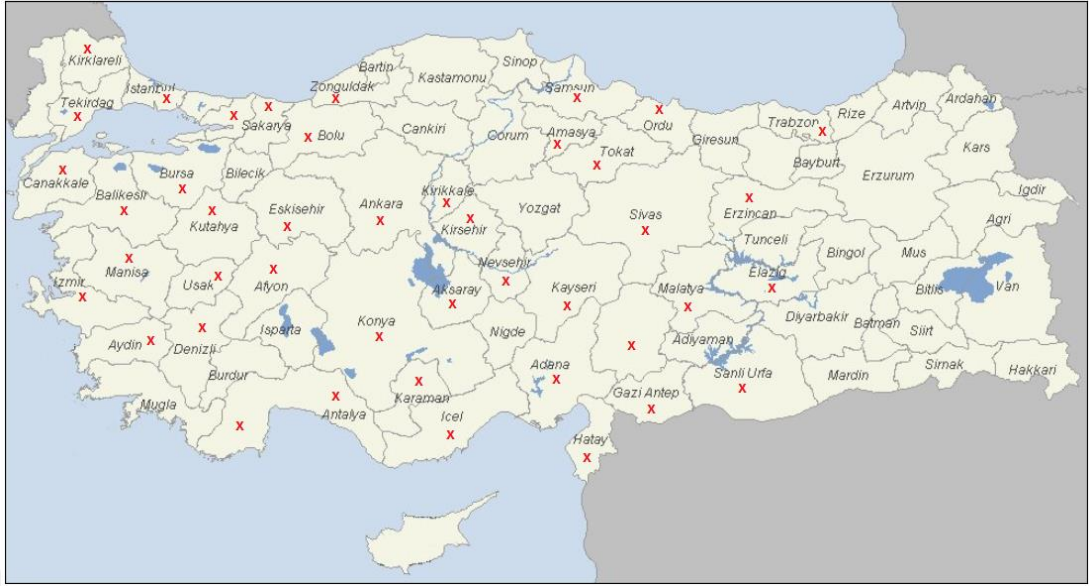 Kirklareli
X
Tekirdag
X
Istanbul
X
X
X
Sakarya
Zonguldak
X
Bartin
Kastamonu
Sinop
Samsun
X
X
Bolu
Cankiri
Corum
Amasya
X
Tokat
X
X
Ordu
Giresun
Trabzon
X
Rize
Artvin
Ardahan
Kars
Bayburt
Erzurum
Igdir
Agri
X
Canakkale
Balikesir
X
Bursa
X
Bilecik
X
Kutahya
Eskisehir
X
Ankara
X
Kirikkale
X
X
Kirsehir
Yozgat
Sivas
X
X
Erzincan
Tunceli
Bingol
Mus
Bitlis
Van
X
Manisa
Izmir
X
Usak
X
X
Afyon
Nevsehir
X
Aksaray
X
Kayseri
X
Malatya
X
Elazig
X
Diyarbakir
Batman
Siirt
Aydin
X
X
Denizli
Isparta
Konya
X
Nigde
X
Adiyaman
Burdur
Mugla
X
X
Antalya
X
Karaman
Icel
X
Adana
X
Gazi Antep
X
Sanli Urfa
X
Mardin
Sirnak
Hakkari
Hatay
X